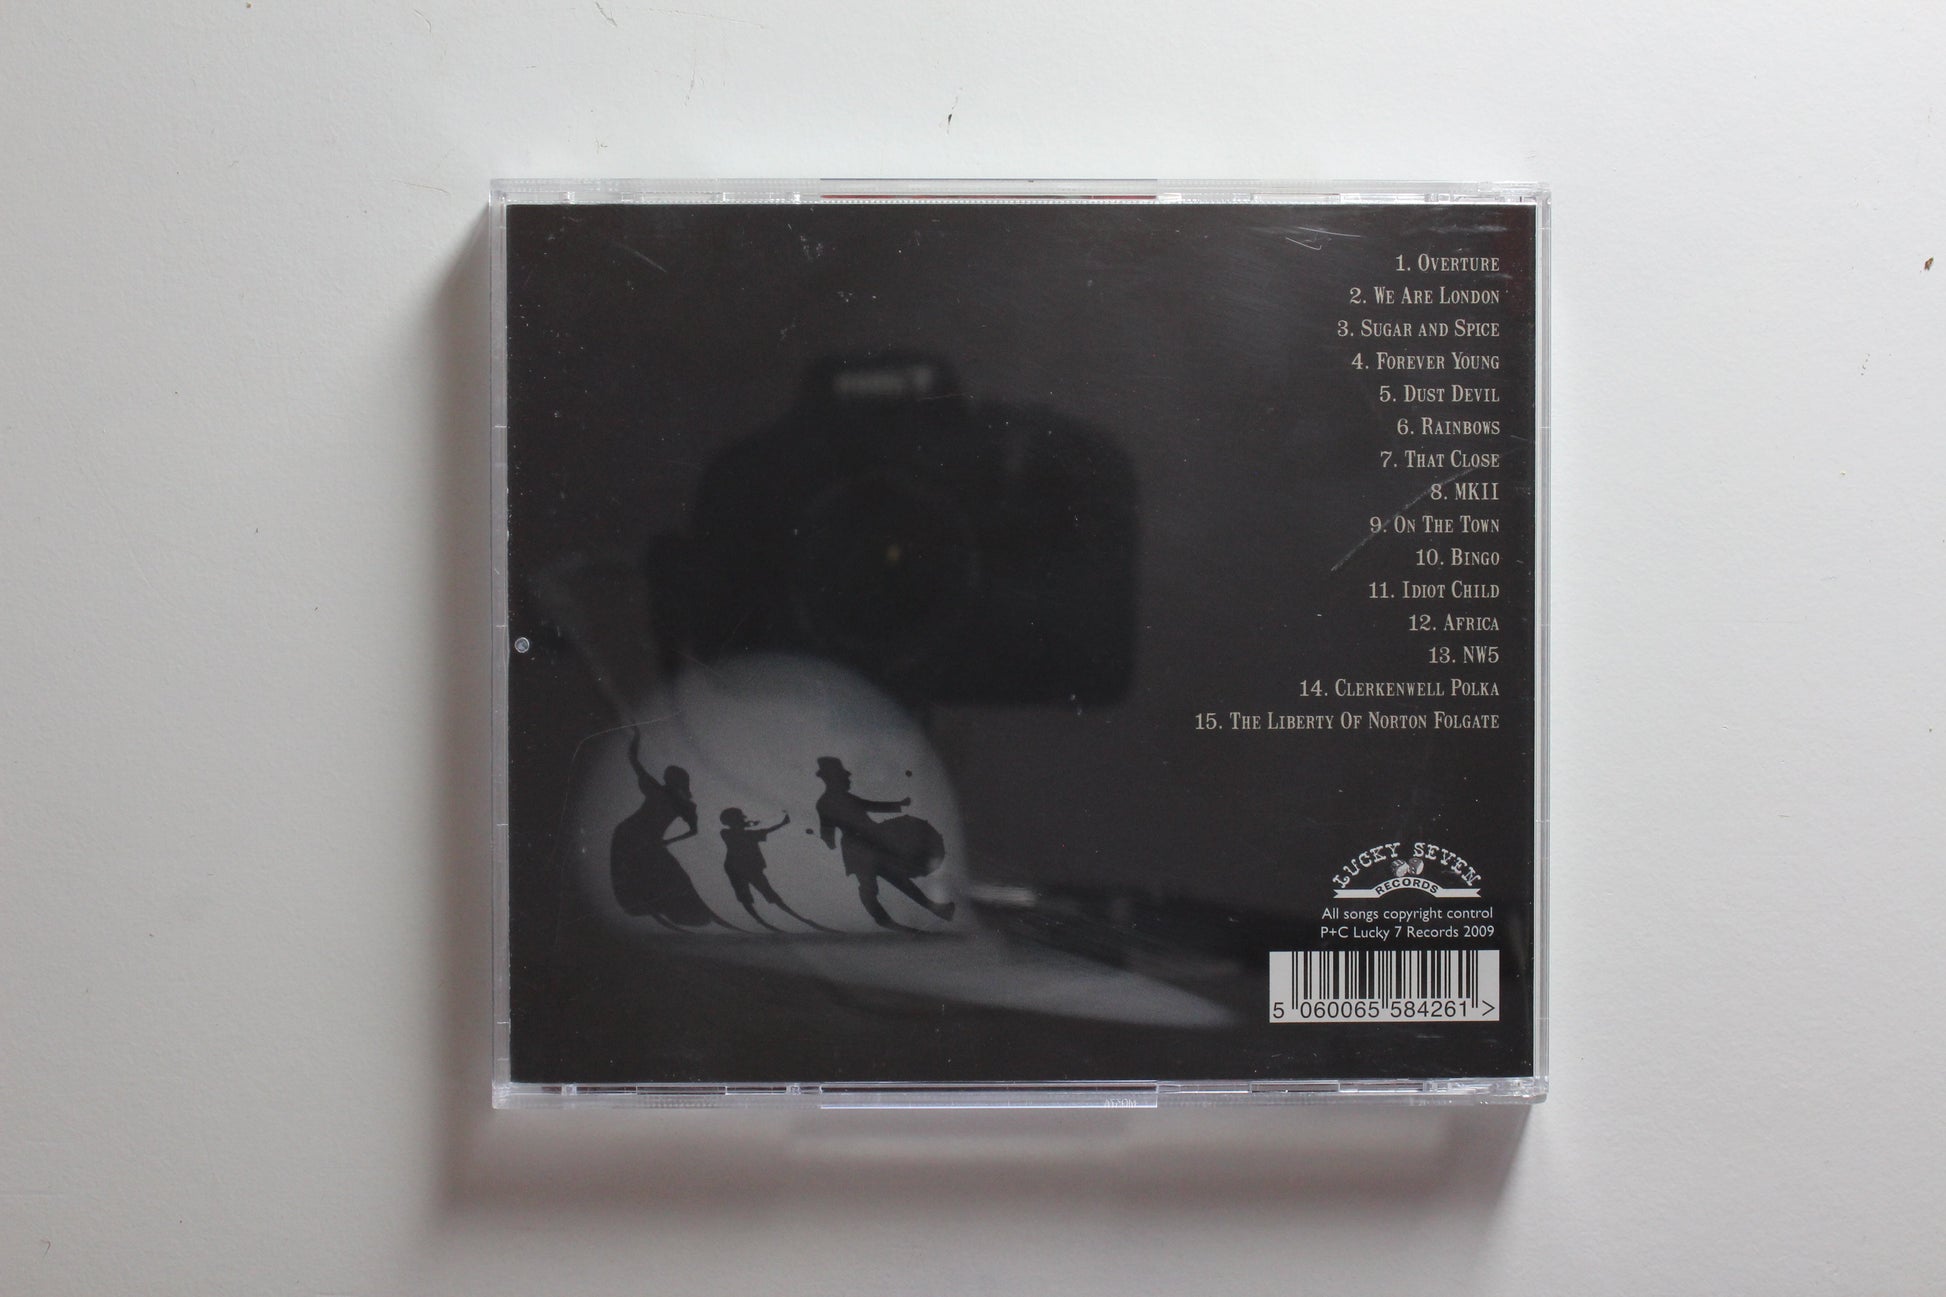 1. Overture
2. We Are London
3. Sugar and Spice
4. Forever Young
5. Dust Devil
6. Rainbows
7. That Close
8. MKII
9. On The Town
10. Bingo
11. Idiot Child
12. Africa
13. NW5
14. Clerkenwell Polka
15. The Liberty Of Norton Folgate
LUCKY SEVEN
RECORDS
All songs copyright control
P+C Lucky 7 Records 2009
5 060065 584261 >